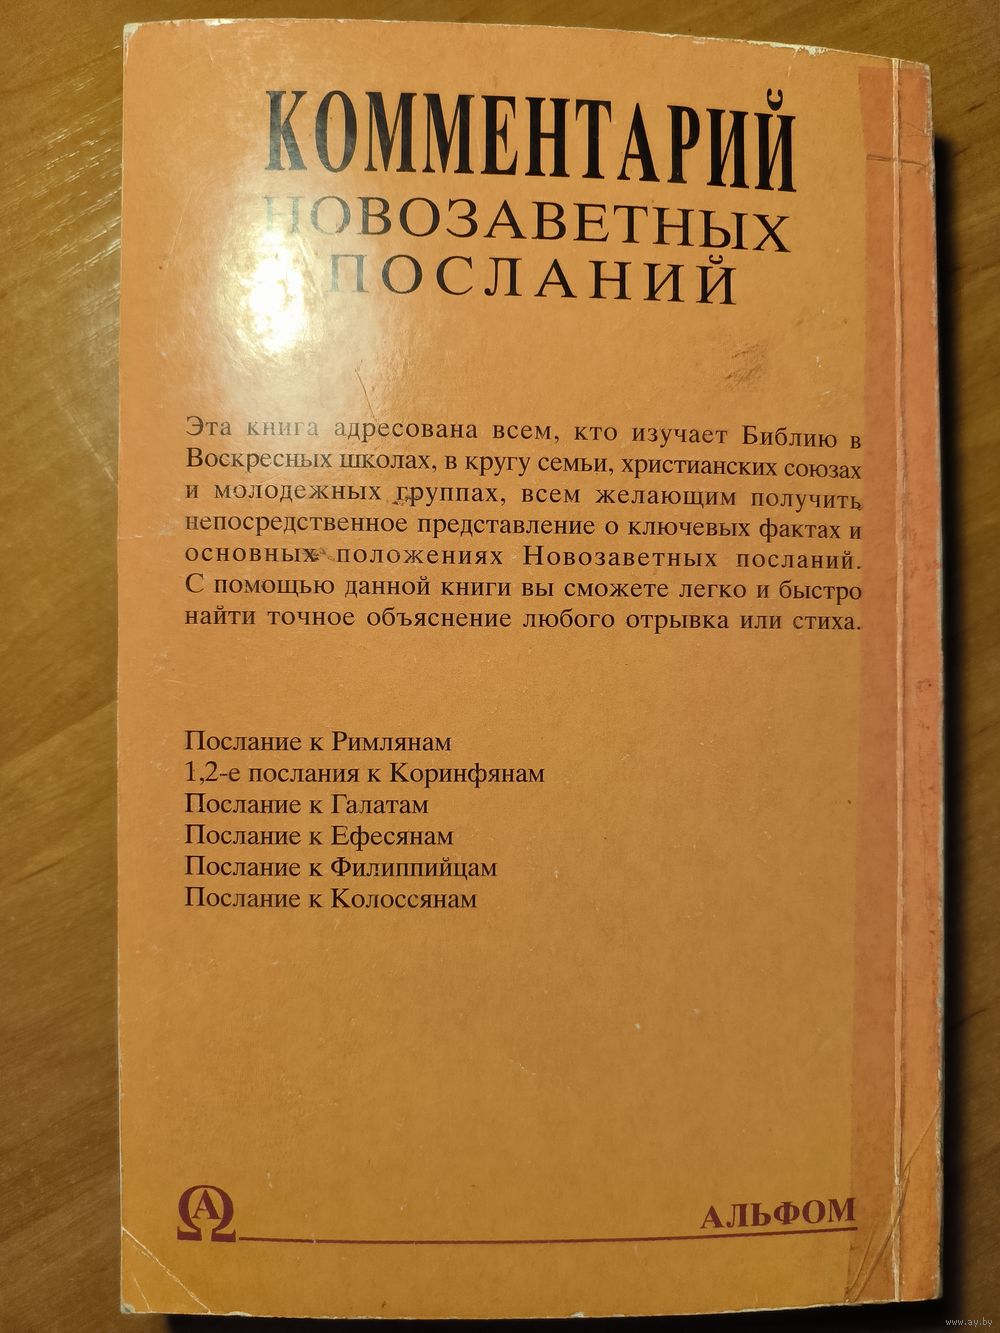 КОММЕНТАРИЙ
НОВОЗАВЕТНЫХ
ПОСЛАНИЙ
Эта книга адресована всем, кто изучает Библию в
Воскресных школах, в кругу семьи, христианских союзах
и молодежных группах, всем желающим получить
непосредственное представление о ключевых фактах и
основных положениях Новозаветных посланий.
С помощью данной книги вы сможете легко и быстро
найти точное объяснение любого отрывка или стиха.
Послание к Римлянам
1,2-е послания к Коринфянам
Послание к Галатам
Послание к Ефесянам
Послание к Филиппийцам
Послание к Колоссянам
АΩ
АЛЬФОМ
www.ay.by